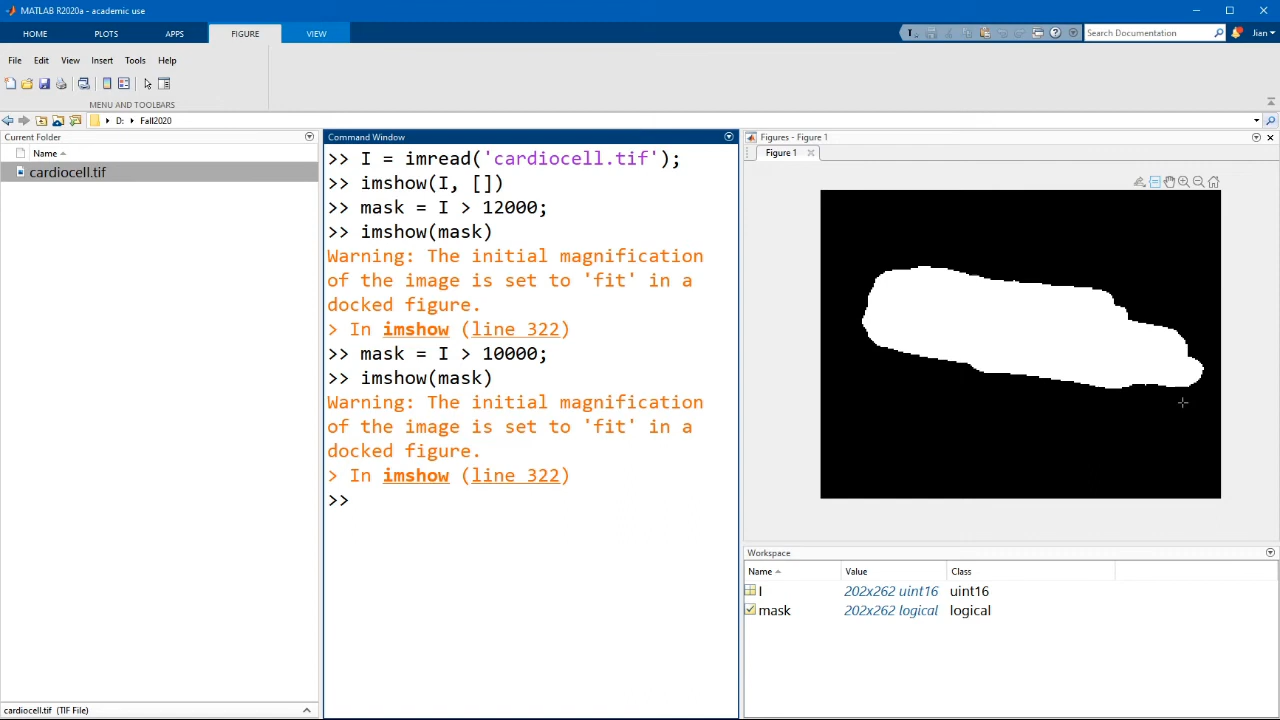 MATLAB R2020a - academic use
HOME PLOTS APPS FIGURE VIEW
Search Documentation
Jian
File Edit View Insert Tools Help
MENU AND TOOLBARS
D: Fall2020
Current Folder
Name
cardiocell.tif
cardiocell.tif (TIF File)
Command Window
>> I = imread('cardiocell.tif');
>> imshow(I, [])
>> mask = I > 12000;
>> imshow(mask)
Warning: The initial magnification
of the image is set to 'fit' in a
docked figure.
> In imshow (line 322)
>> mask = I > 10000;
>> imshow(mask)
Warning: The initial magnification
of the image is set to 'fit' in a
docked figure.
> In imshow (line 322)
>>
Figures - Figure 1
Figure 1
Workspace
Name Value Class
I 202x262 uint16 uint16
mask 202x262 logical logical